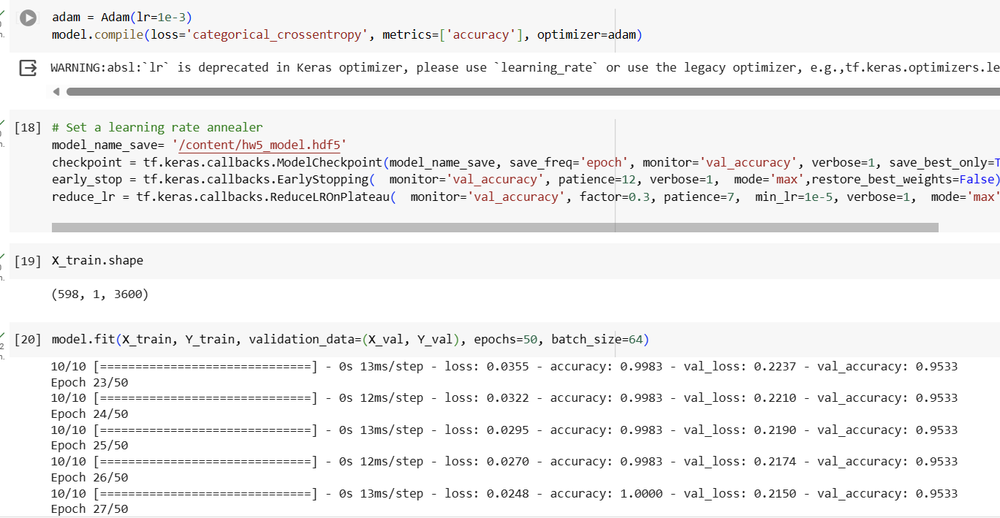 adam = Adam(lr=1e-3)
model.compile(loss='categorical_crossentropy', metrics=['accuracy'], optimizer=adam)
WARNING:absl:`lr` is deprecated in Keras optimizer, please use `learning_rate` or use the legacy optimizer, e.g.,tf.keras.optimizers.le
[18] # Set a learning rate annealer
model_name_save= '/content/hw5_model.hdf5'
checkpoint = tf.keras.callbacks.ModelCheckpoint(model_name_save, save_freq='epoch', monitor='val_accuracy', verbose=1, save_best_only=T
early_stop = tf.keras.callbacks.EarlyStopping(  monitor='val_accuracy', patience=12, verbose=1,  mode='max',restore_best_weights=False)
reduce_lr = tf.keras.callbacks.ReduceLROnPlateau(  monitor='val_accuracy', factor=0.3, patience=7,  min_lr=1e-5, verbose=1,  mode='max'
[19] X_train.shape
(598, 1, 3600)
[20] model.fit(X_train, Y_train, validation_data=(X_val, Y_val), epochs=50, batch_size=64)
10/10 [==============================] - 0s 13ms/step - loss: 0.0355 - accuracy: 0.9983 - val_loss: 0.2237 - val_accuracy: 0.9533
Epoch 23/50
10/10 [==============================] - 0s 12ms/step - loss: 0.0322 - accuracy: 0.9983 - val_loss: 0.2210 - val_accuracy: 0.9533
Epoch 24/50
10/10 [==============================] - 0s 13ms/step - loss: 0.0295 - accuracy: 0.9983 - val_loss: 0.2190 - val_accuracy: 0.9533
Epoch 25/50
10/10 [==============================] - 0s 12ms/step - loss: 0.0270 - accuracy: 0.9983 - val_loss: 0.2174 - val_accuracy: 0.9533
Epoch 26/50
10/10 [==============================] - 0s 13ms/step - loss: 0.0248 - accuracy: 1.0000 - val_loss: 0.2150 - val_accuracy: 0.9533
Epoch 27/50